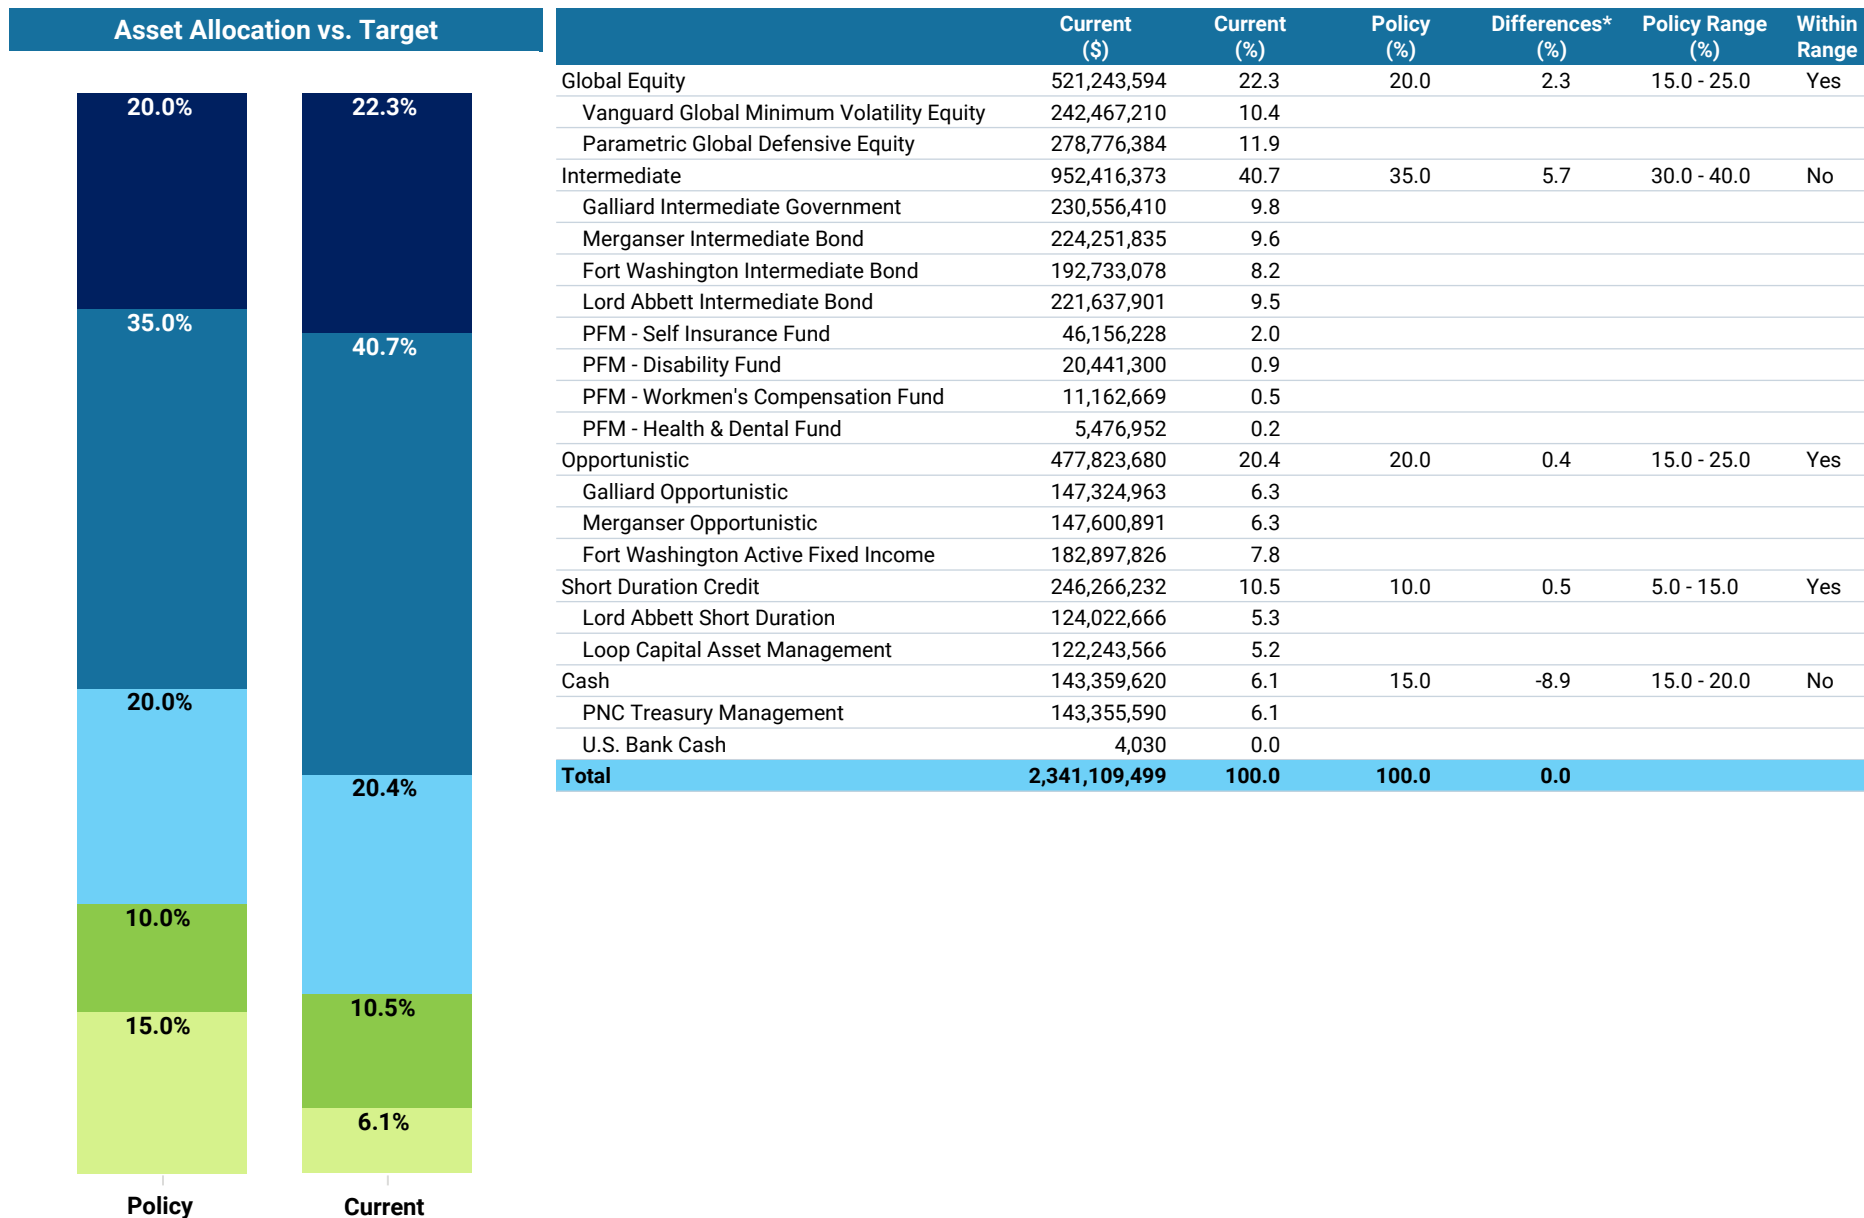 Asset Allocation vs. Target
20.0%
35.0%
20.0%
10.0%
15.0%
Policy
22.3%
40.7%
20.4%
10.5%
6.1%
Current
Current ($) Current (%) Policy (%) Differences* (%) Policy Range (%) Within Range
Global Equity 521,243,594 22.3 20.0 2.3 15.0 - 25.0 Yes
Vanguard Global Minimum Volatility Equity 242,467,210 10.4
Parametric Global Defensive Equity 278,776,384 11.9
Intermediate 952,416,373 40.7 35.0 5.7 30.0 - 40.0 No
Galliard Intermediate Government 230,556,410 9.8
Merganser Intermediate Bond 224,251,835 9.6
Fort Washington Intermediate Bond 192,733,078 8.2
Lord Abbett Intermediate Bond 221,637,901 9.5
PFM - Self Insurance Fund 46,156,228 2.0
PFM - Disability Fund 20,441,300 0.9
PFM - Workmen's Compensation Fund 11,162,669 0.5
PFM - Health & Dental Fund 5,476,952 0.2
Opportunistic 477,823,680 20.4 20.0 0.4 15.0 - 25.0 Yes
Galliard Opportunistic 147,324,963 6.3
Merganser Opportunistic 147,600,891 6.3
Fort Washington Active Fixed Income 182,897,826 7.8
Short Duration Credit 246,266,232 10.5 10.0 0.5 5.0 - 15.0 Yes
Lord Abbett Short Duration 124,022,666 5.3
Loop Capital Asset Management 122,243,566 5.2
Cash 143,359,620 6.1 15.0 -8.9 15.0 - 20.0 No
PNC Treasury Management 143,355,590 6.1
U.S. Bank Cash 4,030 0.0
Total 2,341,109,499 100.0 100.0 0.0